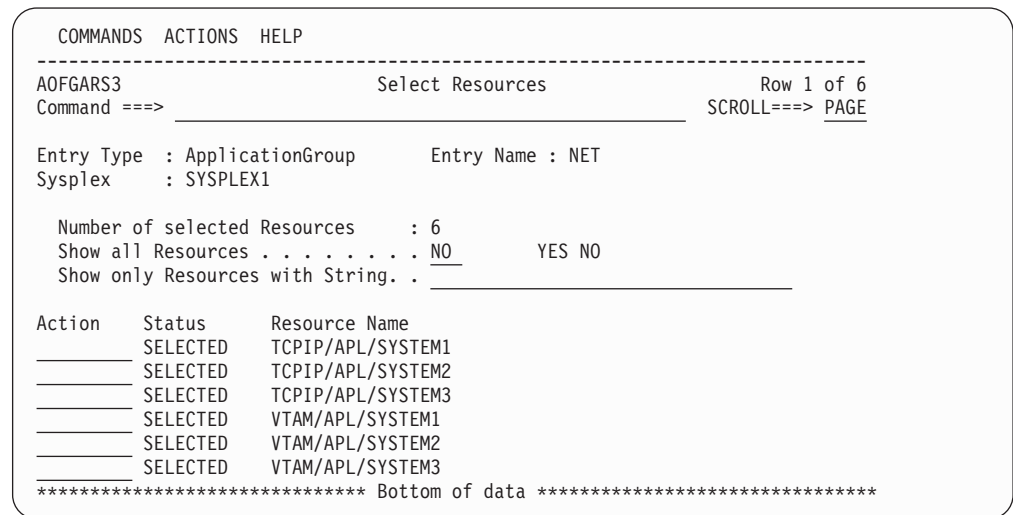 COMMANDS ACTIONS HELP
-------------------------------------------------------------------------------
AOFGARS3 Select Resources Row 1 of 6
Command ===> SCROLL===> PAGE
Entry Type : ApplicationGroup Entry Name : NET
Sysplex : SYSPLEX1
Number of selected Resources : 6
Show all Resources . . . . . . . . NO YES NO
Show only Resources with String. .
Action Status Resource Name
SELECTED TCPIP/APL/SYSTEM1
SELECTED TCPIP/APL/SYSTEM2
SELECTED TCPIP/APL/SYSTEM3
SELECTED VTAM/APL/SYSTEM1
SELECTED VTAM/APL/SYSTEM2
SELECTED VTAM/APL/SYSTEM3
******************************* Bottom of data ********************************